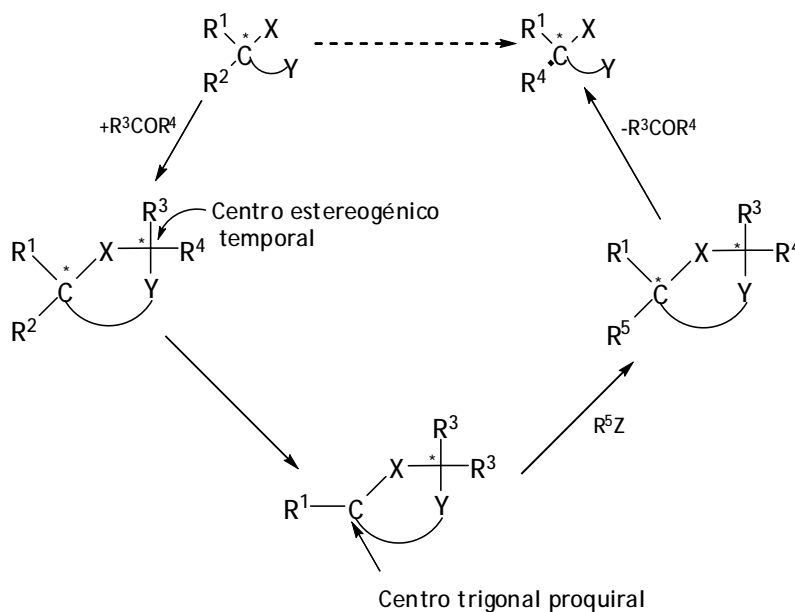 R1 X
* C
R2 Y
R1 X
* C
R4 Y
+R3COR4
-R3COR4
R3
Centro estereogénico
temporal
R1 * X * R4
C Y
R2
R3
R1 X * R4
* C Y
R5
R5Z
R3
X * R3
R1 C Y
Centro trigonal proquiral